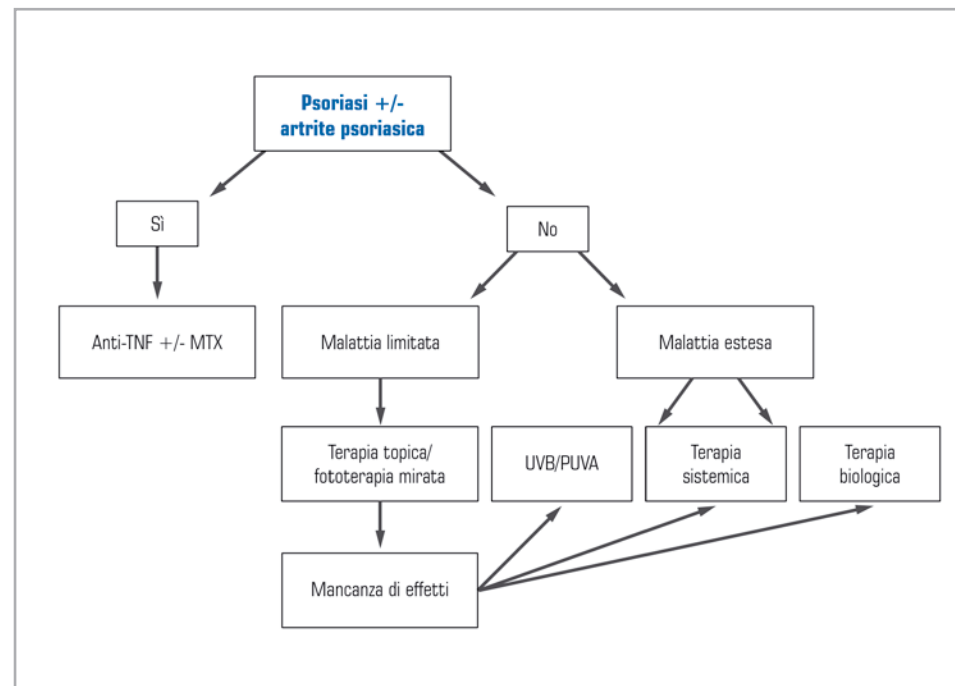 Psoriasi +/-
artrite psoriasica
Sì
No
Anti-TNF +/- MTX
Malattia limitata
Malattia estesa
Terapia topica/
fototerapia mirata
UVB/PUVA
Terapia
sistemica
Terapia
biologica
Mancanza di effetti